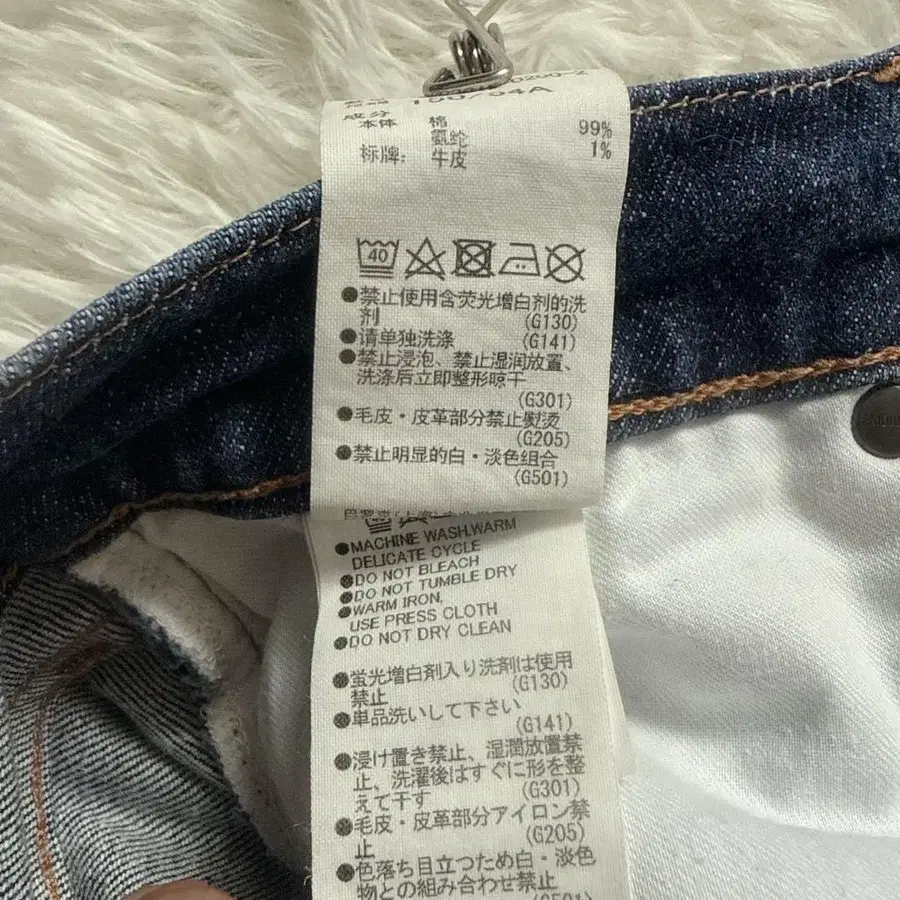 成分
本体 棉 99%
氨纶 1%
标牌: 牛皮
40
●禁止使用含荧光增白剂的洗
剂 (G130)
●请单独洗涤 (G141)
●禁止浸泡、禁止湿润放置、
洗涤后立即整形晾干
(G301)
●毛皮・皮革部分禁止熨烫
(G205)
●禁止明显的白・淡色组合
(G501)
●MACHINE WASH,WARM
DELICATE CYCLE
●DO NOT BLEACH
●DO NOT TUMBLE DRY
●WARM IRON.
USE PRESS CLOTH
●DO NOT DRY CLEAN
●蛍光増白剤入り洗剤は使用
禁止 (G130)
●単品洗いして下さい
(G141)
●浸け置き禁止、湿潤放置禁
止、洗濯後はすぐに形を整
えて干す (G301)
●毛皮・皮革部分アイロン禁
止 (G205)
●色落ち目立つため白・淡色
物との組み合わせ禁止
(G501)